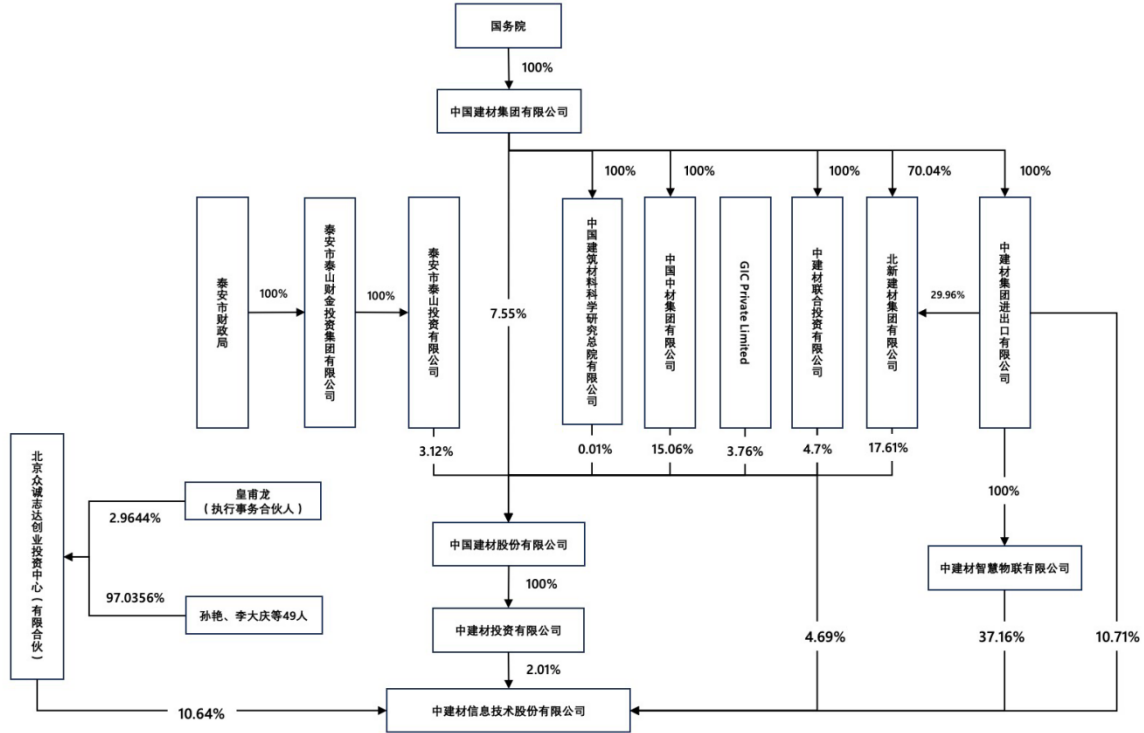 国务院
100%
中国建材集团有限公司
100%
100%
100%
70.04%
100%
泰安市财政局
100%
泰安市泰山财金投资集团有限公司
100%
泰安市泰山投资有限公司
7.55%
中国建筑材料科学研究总院有限公司
中国中材集团有限公司
GIC Private Limited
中建材联合投资有限公司
北新建材集团有限公司
29.96%
中建材集团进出口有限公司
3.12%
0.01%
15.06%
3.76%
4.7%
17.61%
北京众诚志达创业投资中心（有限合伙）
2.9644%
皇甫龙
（执行事务合伙人）
97.0356%
孙艳、李大庆等49人
中国建材股份有限公司
100%
中建材智慧物联有限公司
100%
中建材投资有限公司
2.01%
4.69%
37.16%
10.71%
10.64%
中建材信息技术股份有限公司